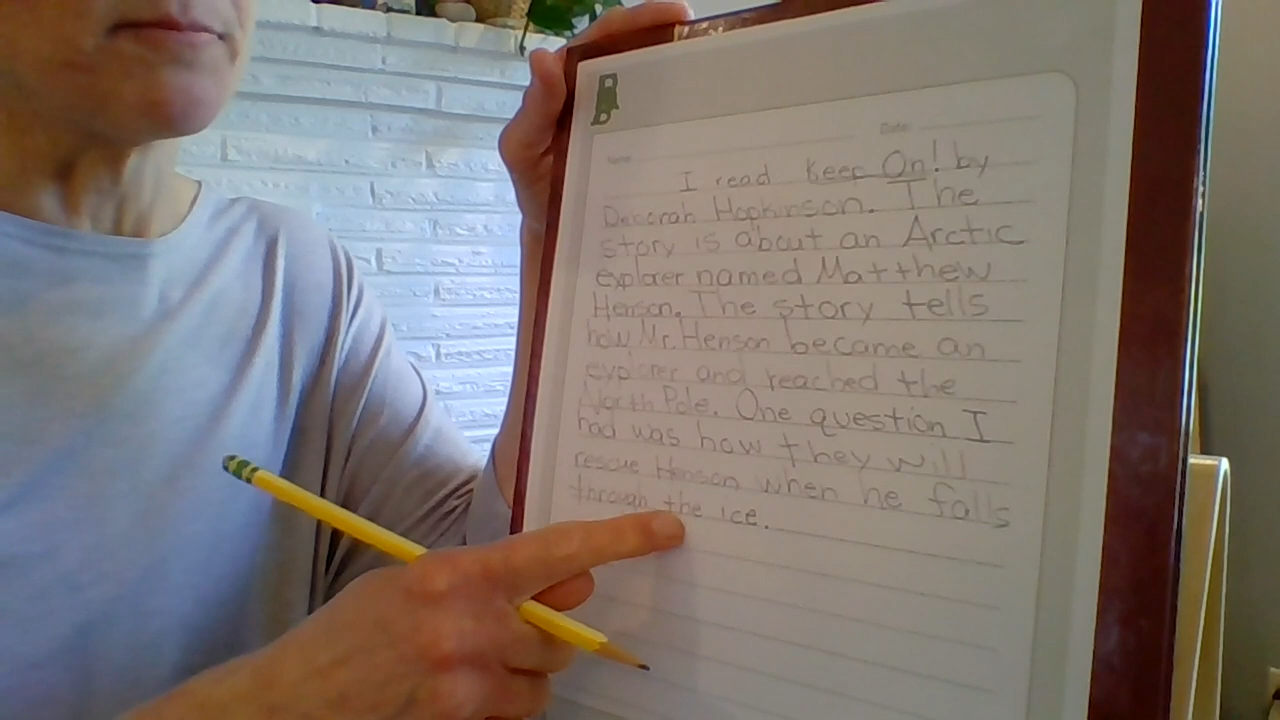 Name
Date
I read Keep On! by
Deborah Hopkinson. The
story is about an Arctic
explorer named Matthew
Henson. The story tells
how Mr. Henson became an
explorer and reached the
North Pole. One question I
had was how they will
rescue Henson when he falls
through the ice.